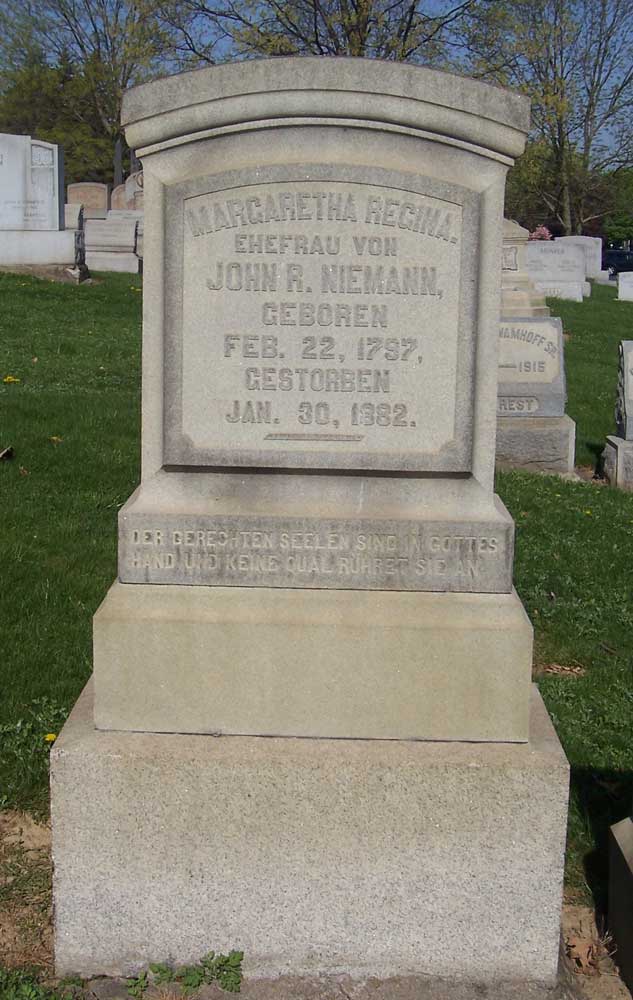 MARGARETHA REGINA.
EHEFRAU VON
JOHN R. NIEMANN,
GEBOREN
FEB. 22, 1797,
GESTORBEN
JAN. 30, 1882.
DER GERECHTEN SEELEN SIND IN GOTTES
HAND UND KEINE QUAL RÜHRET SIE AN
1915
REST